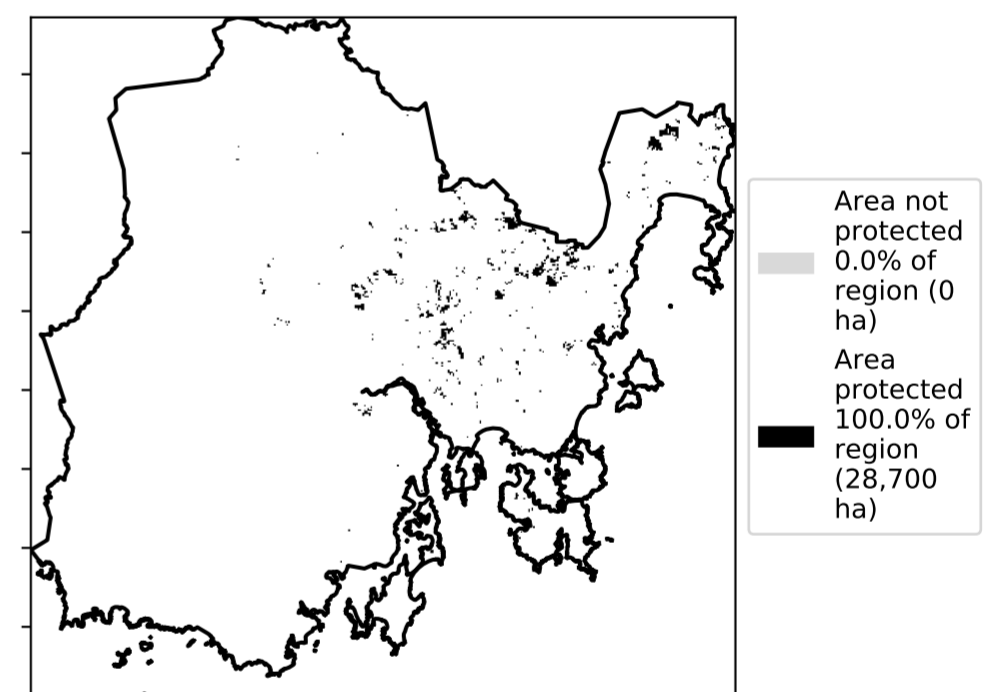 Area not
protected
0.0% of
region (0
ha)
Area
protected
100.0% of
region
(28,700
ha)